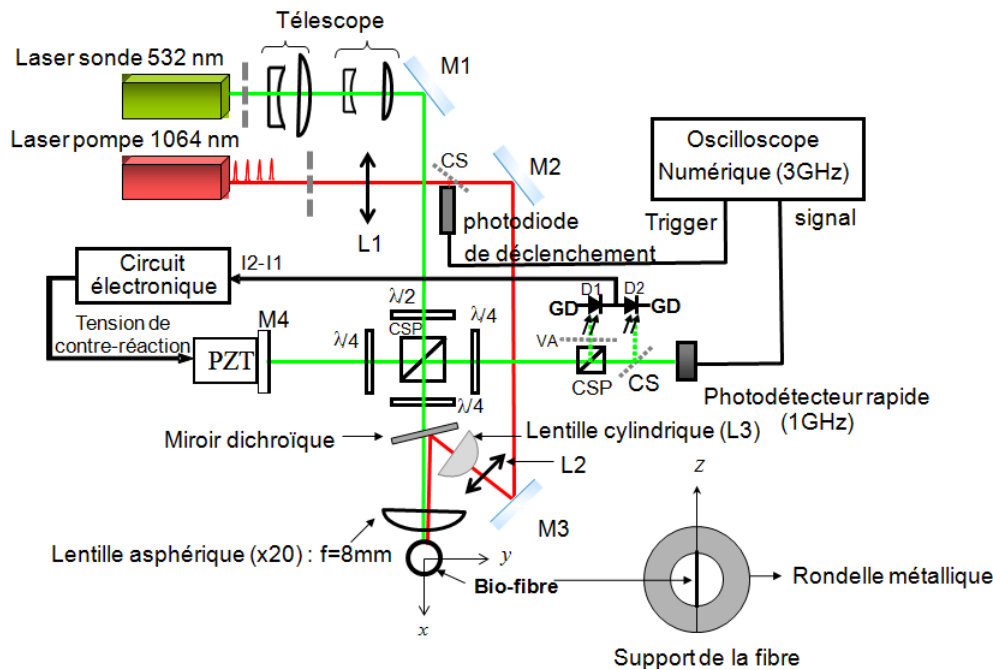 Télescope
Laser sonde 532 nm
M1
Laser pompe 1064 nm
CS
M2
Oscilloscope
Numérique (3GHz)
Trigger
signal
L1
photodiode
de déclenchement
Circuit
électronique
I2-I1
λ/2
D1
D2
GD
GD
Tension de
contre-réaction
M4
λ/4
CSP
λ/4
VA
PZT
CSP
CS
Photodétecteur rapide
(1GHz)
λ/4
Miroir dichroïque
Lentille cylindrique (L3)
L2
M3
Z
Lentille asphérique (x20) : f=8mm
y
Bio-fibre
Rondelle métallique
x
Support de la fibre